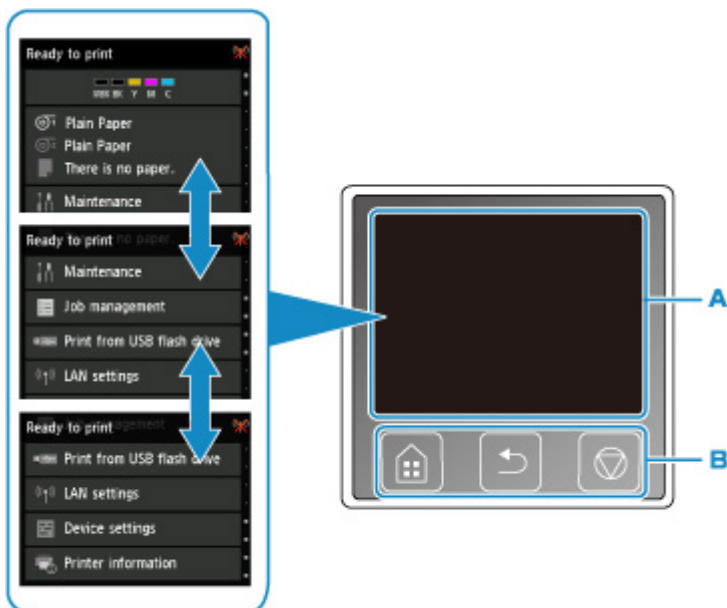 Ready to print
MBK BK Y M C
Plain Paper
Plain Paper
There is no paper.
Maintenance
Ready to print
Maintenance
Job management
Print from USB flash drive
LAN settings
Ready to print
Print from USB flash drive
LAN settings
Device settings
Printer information
A
B